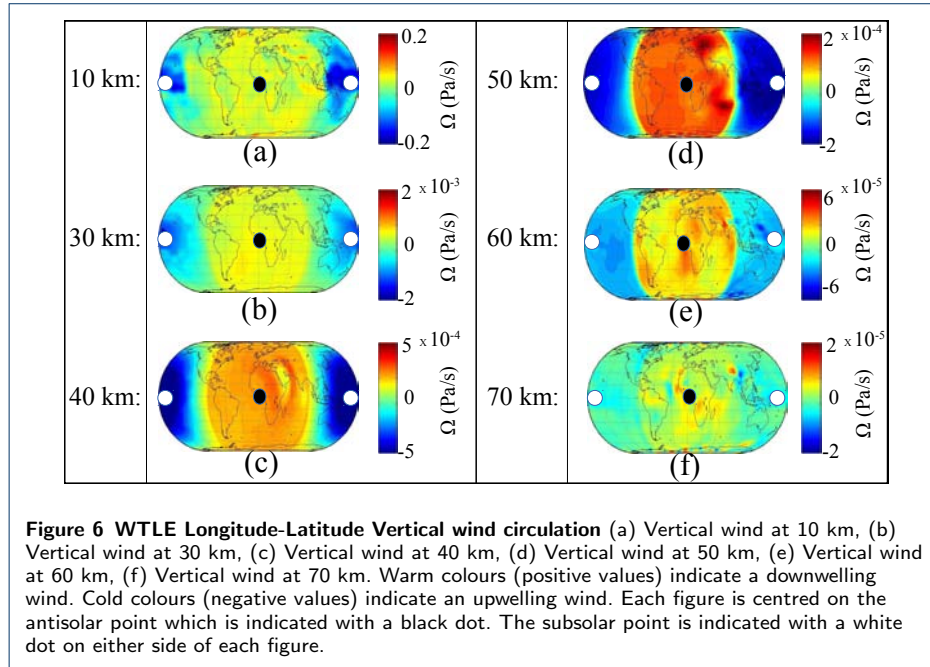 10 km:
0.2
0
-0.2
Ω (Pa/s)
(a)
30 km:
2 × 10-3
0
-2
Ω (Pa/s)
(b)
40 km:
5 × 10-4
0
-5
Ω (Pa/s)
(c)
50 km:
2 × 10-4
0
-2
Ω (Pa/s)
(d)
60 km:
6 × 10-5
0
-6
Ω (Pa/s)
(e)
70 km:
2 × 10-5
0
-2
Ω (Pa/s)
(f)
Figure 6 WTLE Longitude-Latitude Vertical wind circulation (a) Vertical wind at 10 km, (b)
Vertical wind at 30 km, (c) Vertical wind at 40 km, (d) Vertical wind at 50 km, (e) Vertical wind
at 60 km, (f) Vertical wind at 70 km. Warm colours (positive values) indicate a downwelling
wind. Cold colours (negative values) indicate an upwelling wind. Each figure is centred on the
antisolar point which is indicated with a black dot. The subsolar point is indicated with a white
dot on either side of each figure.